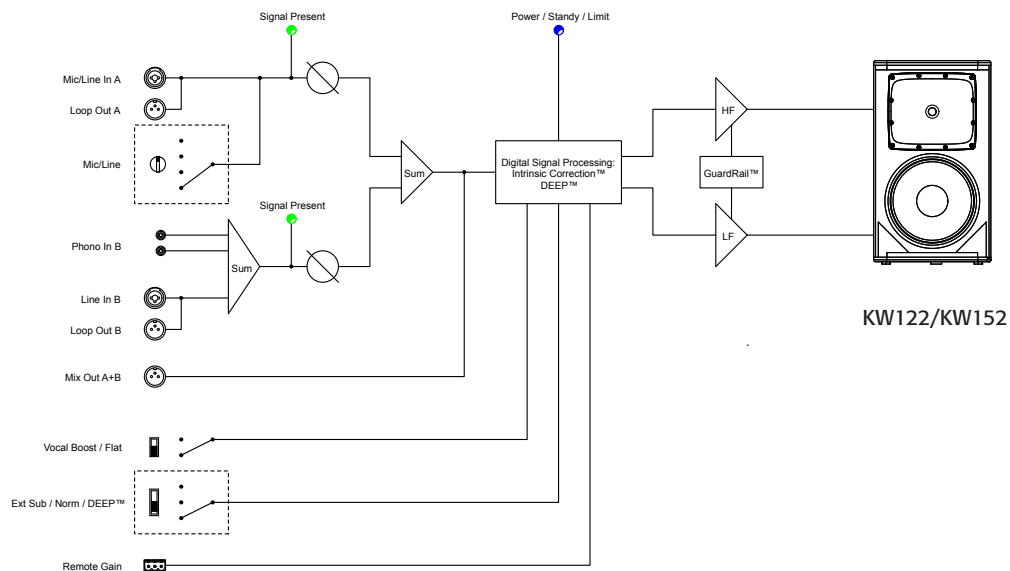 Signal Present
Power / Standy / Limit
Mic/Line In A
Loop Out A
Mic/Line
HF
Sum
Digital Signal Processing:
Intrinsic Correction™
DEEP™
GuardRail™
Signal Present
Phono In B
Sum
LF
Line In B
Loop Out B
KW122/KW152
Mix Out A+B
Vocal Boost / Flat
Ext Sub / Norm / DEEP™
Remote Gain